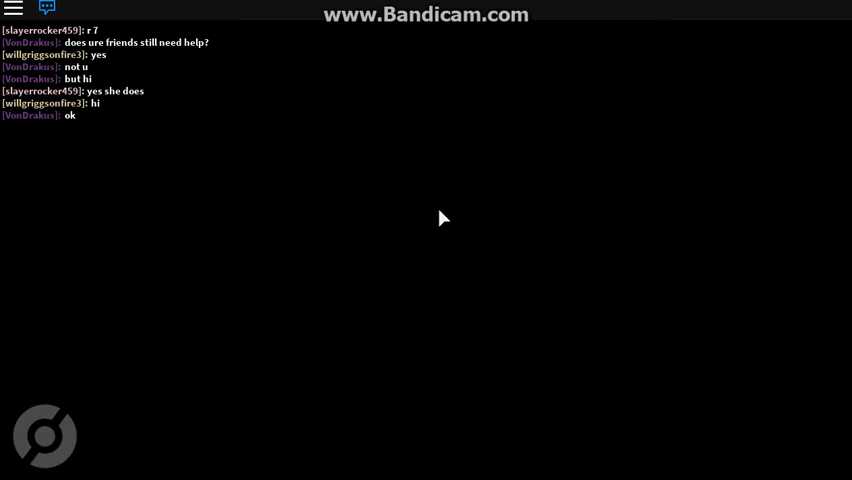 www.Bandicam.com
[slayerrocker459]: r 7
[VonDrakus]: does ure friends still need help?
[willgriggsonfire3]: yes
[VonDrakus]: not u
[VonDrakus]: but hi
[slayerrocker459]: yes she does
[willgriggsonfire3]: hi
[VonDrakus]: ok